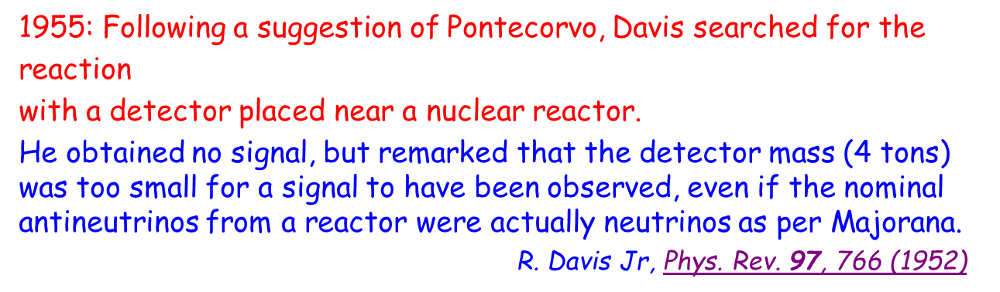 1955: Following a suggestion of Pontecorvo, Davis searched for the
reaction
with a detector placed near a nuclear reactor.
He obtained no signal, but remarked that the detector mass (4 tons)
was too small for a signal to have been observed, even if the nominal
antineutrinos from a reactor were actually neutrinos as per Majorana.
R. Davis Jr, Phys. Rev. 97, 766 (1952)